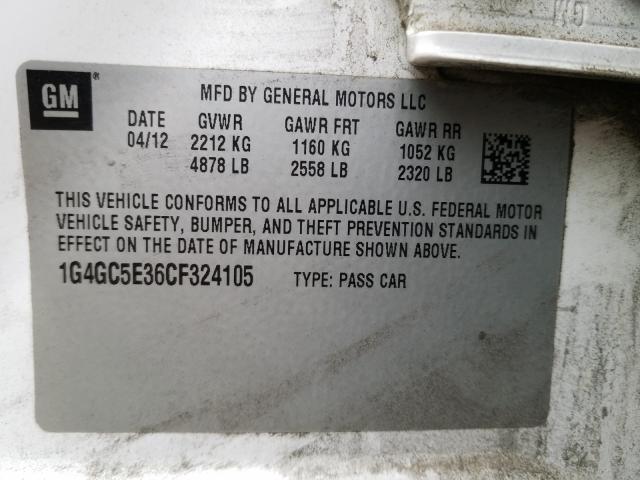 GM
MFD BY GENERAL MOTORS LLC
DATE GVWR GAWR FRT GAWR RR
04/12 2212 KG 1160 KG 1052 KG
4878 LB 2558 LB 2320 LB
THIS VEHICLE CONFORMS TO ALL APPLICABLE U.S. FEDERAL MOTOR
VEHICLE SAFETY, BUMPER, AND THEFT PREVENTION STANDARDS IN
EFFECT ON THE DATE OF MANUFACTURE SHOWN ABOVE.
1G4GC5E36CF324105 TYPE: PASS CAR